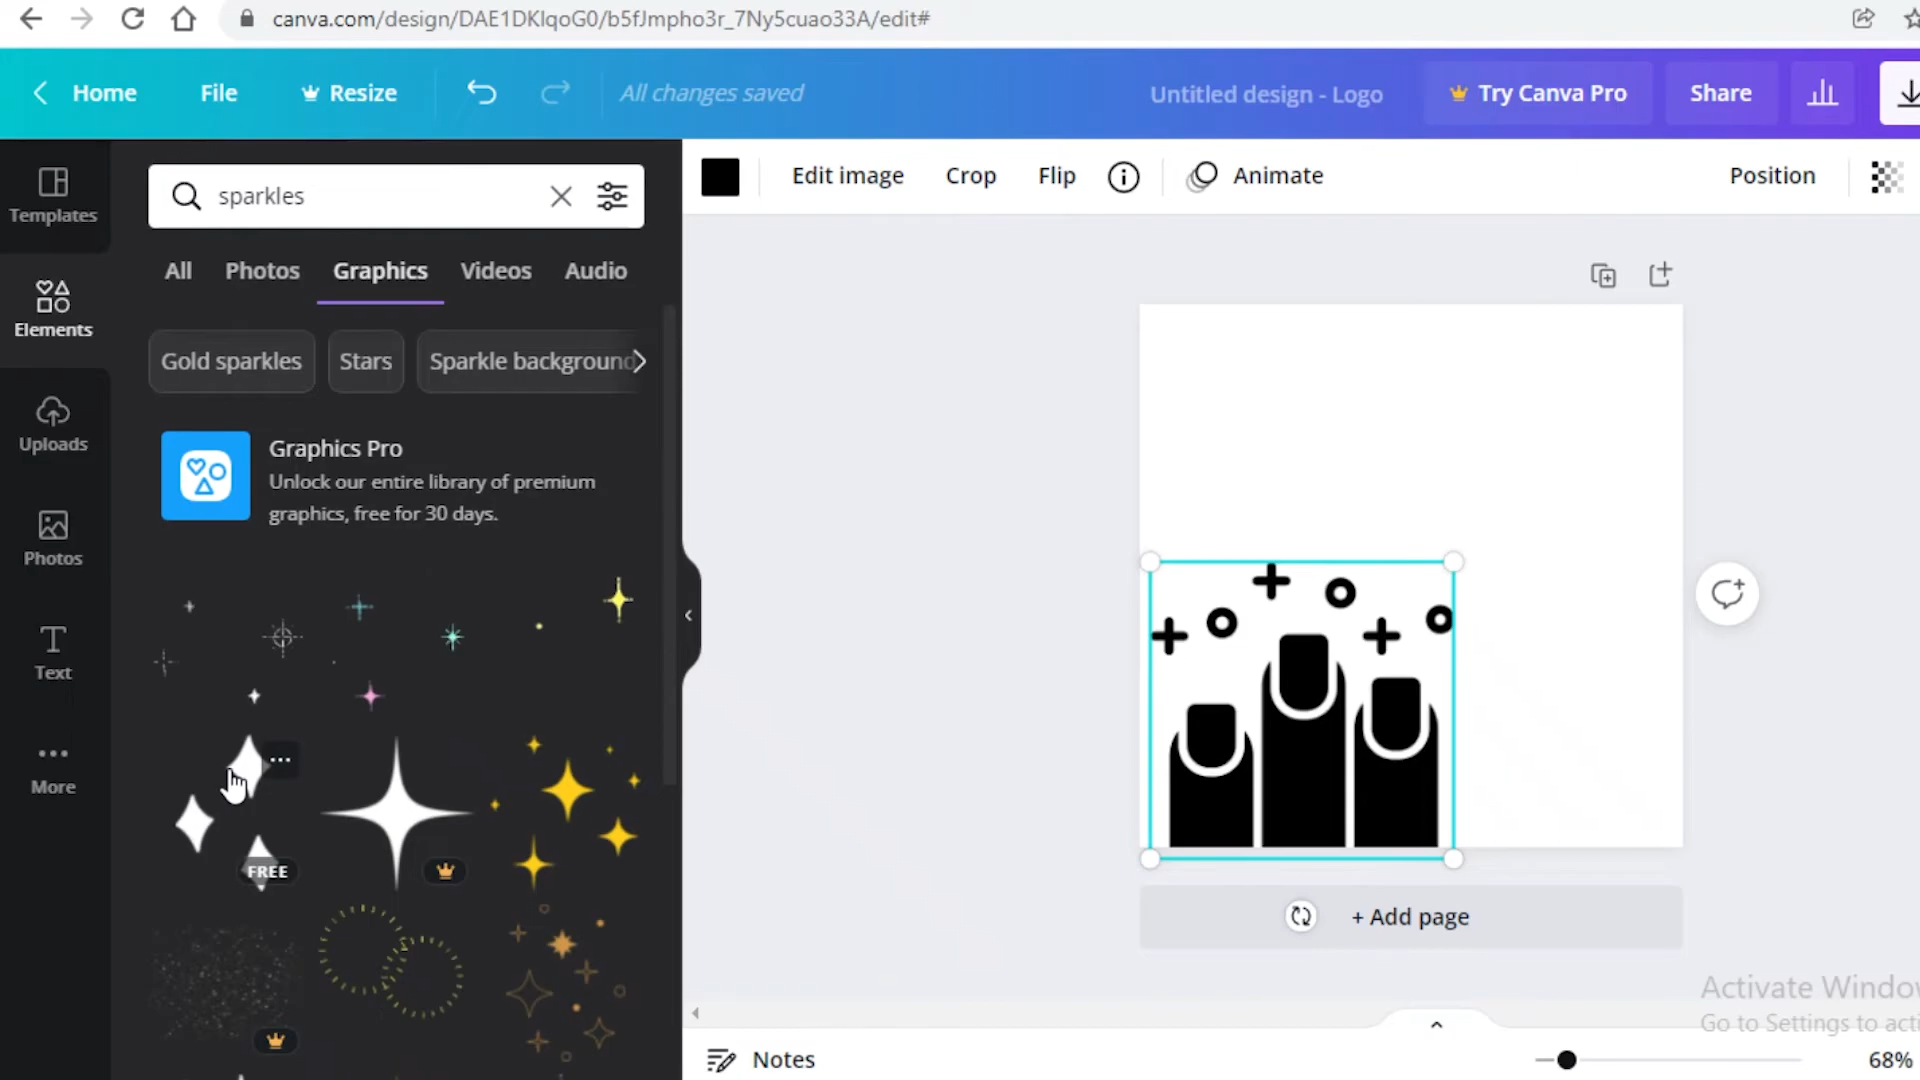 canva.com/design/DAE1DKIqoG0/b5fJmpho3r_7Ny5cuao33A/edit#
Home
File
Resize
All changes saved
Untitled design - Logo
Try Canva Pro
Share
Templates
Elements
Uploads
Photos
Text
More
sparkles
All
Photos
Graphics
Videos
Audio
Gold sparkles
Stars
Sparkle background
Graphics Pro
Unlock our entire library of premium
graphics, free for 30 days.
FREE
Edit image
Crop
Flip
Animate
Position
+ Add page
Activate Window
Go to Settings to acti
Notes
68%